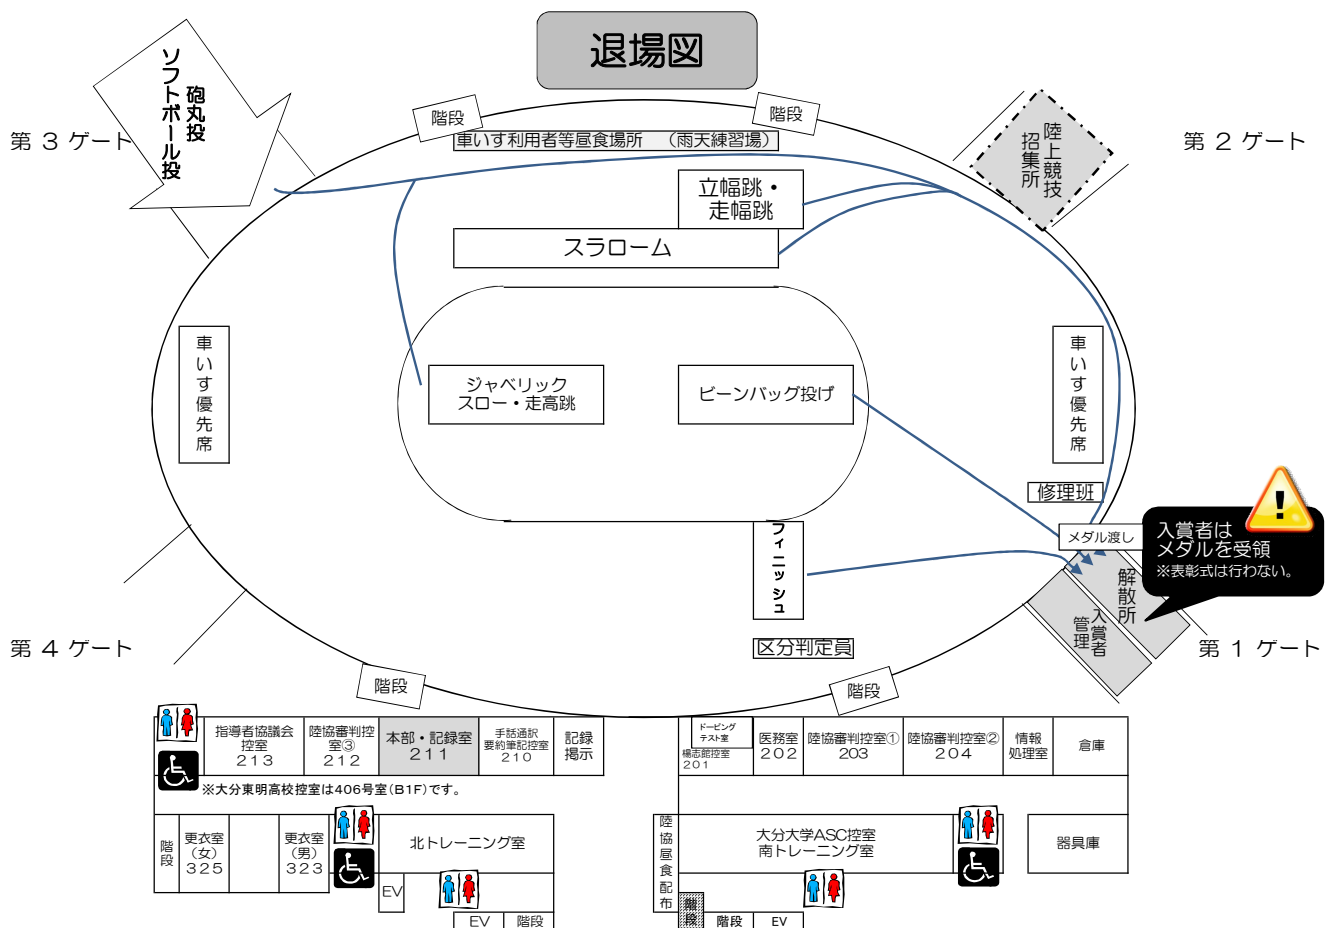 退場図
砲丸投
ソフトボール投
階段
階段
第 3 ゲート
車いす利用者等昼食場所 (雨天練習場)
陸上競技
招集所
第 2 ゲート
立幅跳・
走幅跳
スラローム
車いす優先席
ジャベリック
スロー・走高跳
ビーンバッグ投げ
車いす優先席
修理班
メダル渡し
入賞者は
メダルを受領
※表彰式は行わない。
フィニッシュ
解散所
入賞者
管理
区分判定員
第 4 ゲート
第 1 ゲート
階段
階段
指導者協議会
控室
213
陸協審判控
室③
212
本部・記録室
211
手話通訳
要約筆記控室
210
記録
掲示
ドーピング
テスト室
楊志館控室
201
医務室
202
陸協審判控室①
203
陸協審判控室②
204
情報
処理室
倉庫
※大分東明高校控室は406号室(B1F)です。
階段
更衣室
(女)
325
更衣室
(男)
323
北トレーニング室
陸協昼食配布
大分大学ASC控室
南トレーニング室
器具庫
EV
EV
階段
階段
階段
EV